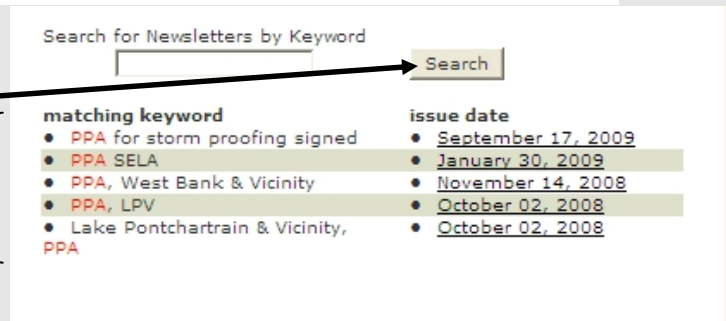 Search for Newsletters by Keyword
Search
matching keyword issue date
• PPA for storm proofing signed • September 17, 2009
• PPA SELA • January 30, 2009
• PPA, West Bank & Vicinity • November 14, 2008
• PPA, LPV • October 02, 2008
• Lake Pontchartrain & Vicinity, • October 02, 2008
PPA